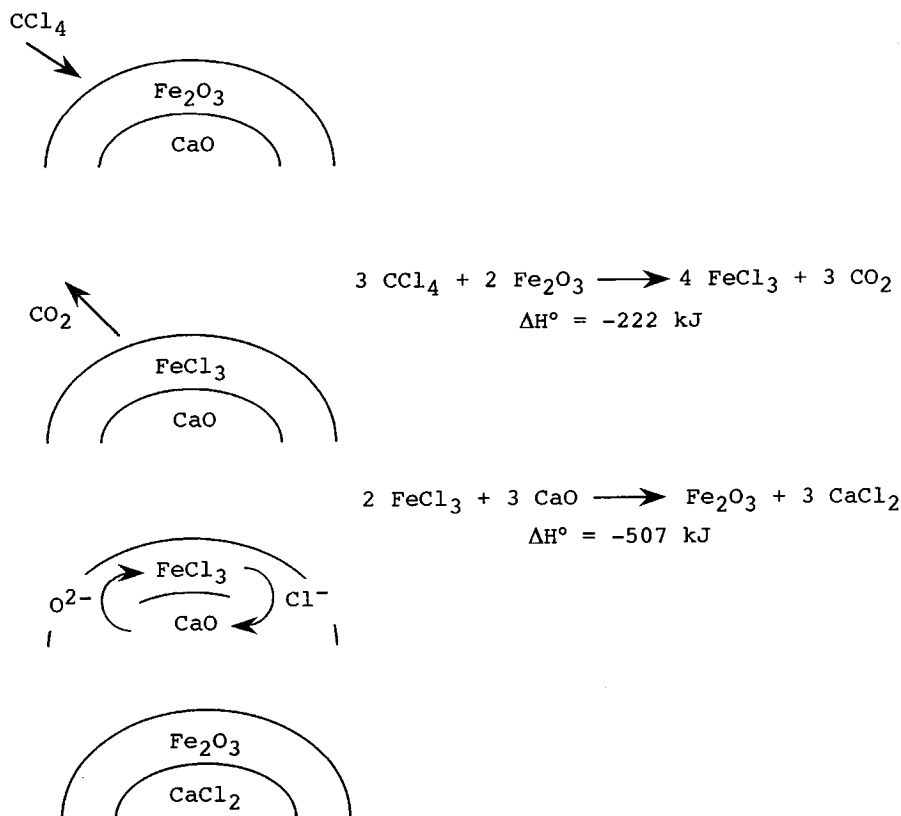 CCl₄
Fe₂O₃
CaO
3 CCl₄ + 2 Fe₂O₃ ⟶ 4 FeCl₃ + 3 CO₂
ΔH° = -222 kJ
CO₂
FeCl₃
CaO
2 FeCl₃ + 3 CaO ⟶ Fe₂O₃ + 3 CaCl₂
ΔH° = -507 kJ
FeCl₃
O²⁻
Cl⁻
CaO
Fe₂O₃
CaCl₂